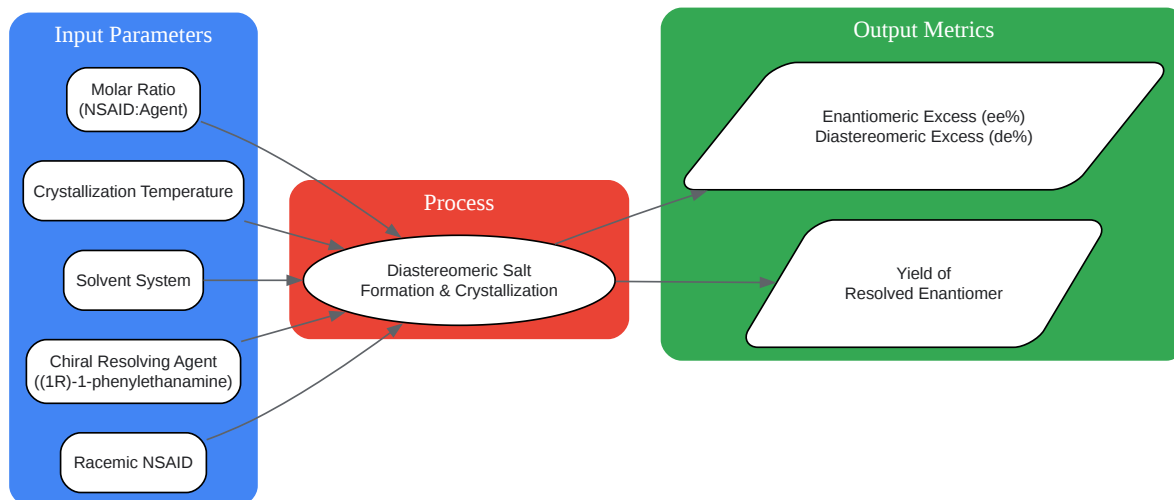 Input Parameters
Molar Ratio
(NSAID:Agent)
Crystallization Temperature
Solvent System
Chiral Resolving Agent
((1R)-1-phenylethanamine)
Racemic NSAID
Process
Diastereomeric Salt
Formation & Crystallization
Output Metrics
Enantiomeric Excess (ee%)
Diastereomeric Excess (de%)
Yield of
Resolved Enantiomer